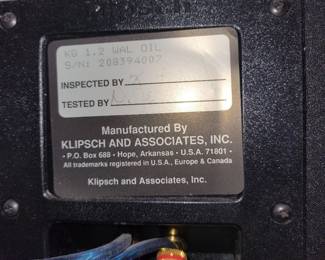 KG 1.2 WAL OIL
S/N: 208394007
INSPECTED BY
TESTED BY
Manufactured By
KLIPSCH AND ASSOCIATES, INC.
• P.O. Box 688 • Hope, Arkansas • U.S.A. 71801 •
All trademarks registered in U.S.A., Europe & Canada
Klipsch and Associates, Inc.